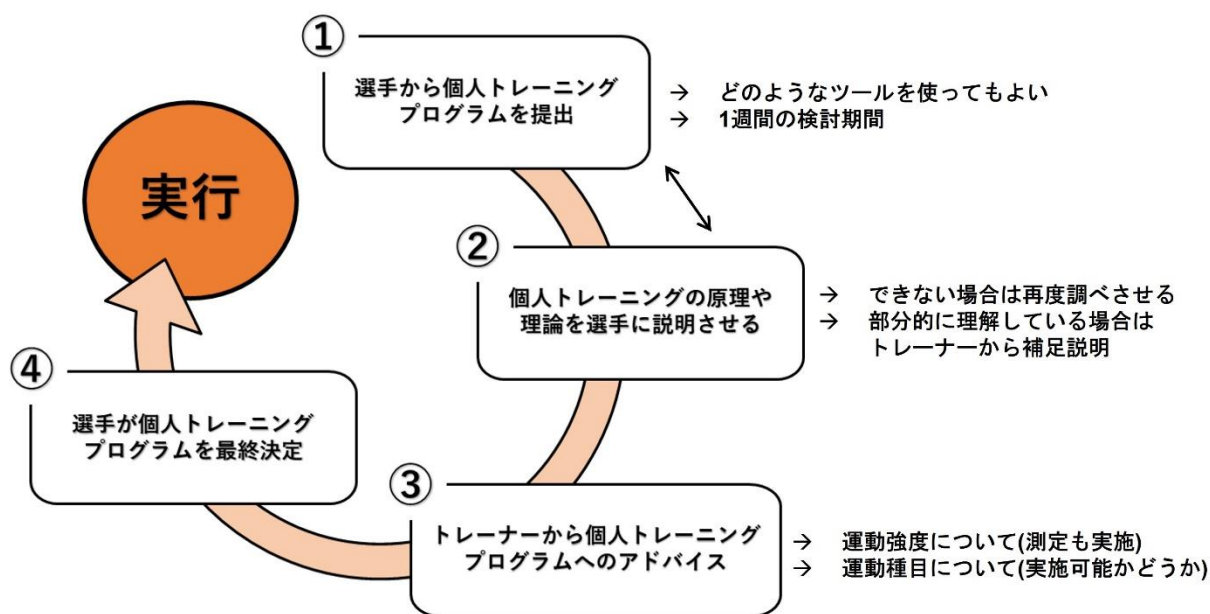 ①
選手から個人トレーニング
プログラムを提出
→ どのようなツールを使ってもよい
→ 1週間の検討期間
実行
②
個人トレーニングの原理や
理論を選手に説明させる
→ できない場合は再度調べさせる
→ 部分的に理解している場合は
トレーナーから補足説明
④
選手が個人トレーニング
プログラムを最終決定
③
トレーナーから個人トレーニング
プログラムへのアドバイス
→ 運動強度について(測定も実施)
→ 運動種目について(実施可能かどうか)